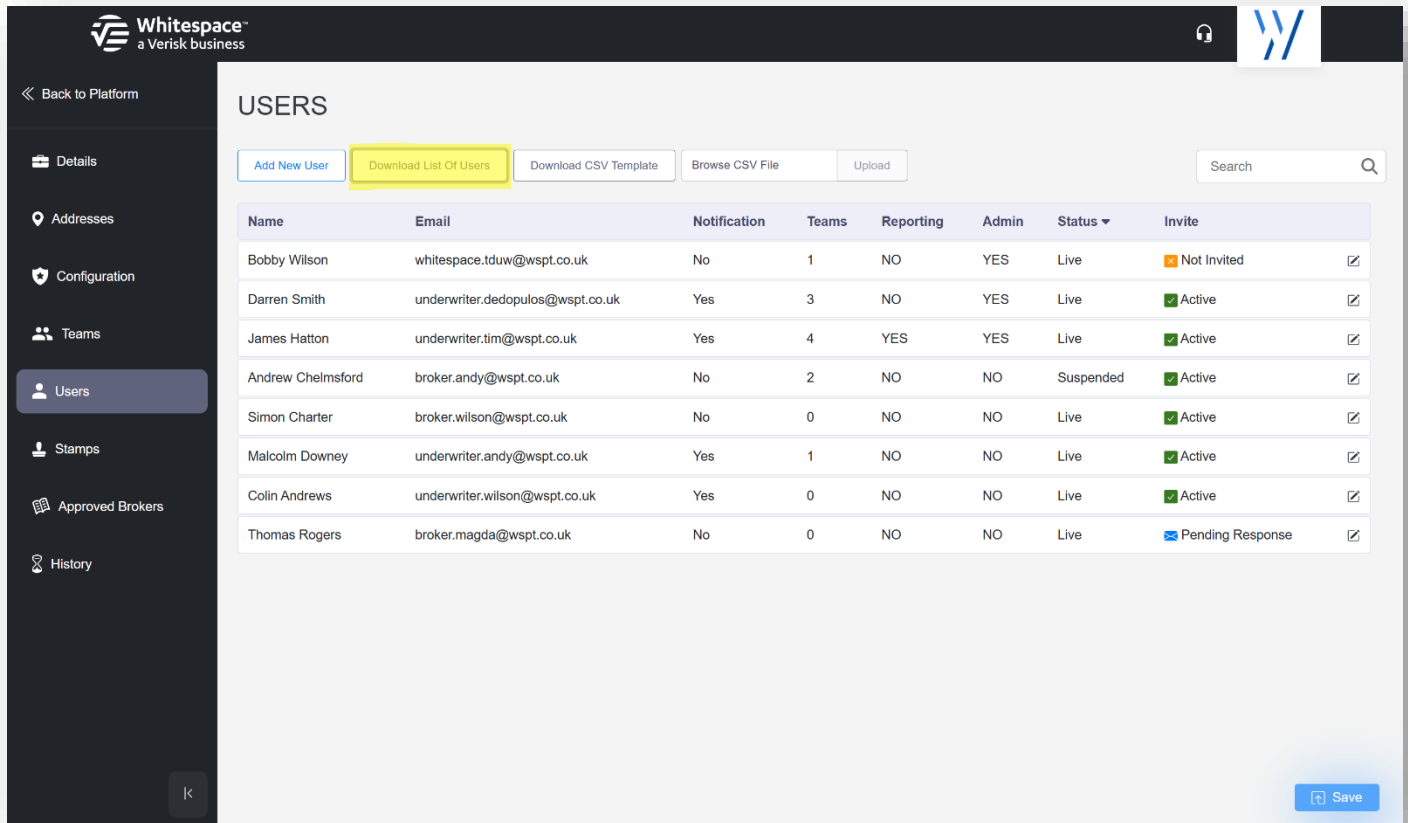 Whitespace™
a Verisk business
Back to Platform
Details
Addresses
Configuration
Teams
Users
Stamps
Approved Brokers
History
USERS
Add New User Download List Of Users Download CSV Template Browse CSV File Upload Search
Name Email Notification Teams Reporting Admin Status Invite
Bobby Wilson whitespace.tduw@wspt.co.uk No 1 NO YES Live Not Invited
Darren Smith underwriter.dedopulos@wspt.co.uk Yes 3 NO YES Live Active
James Hatton underwriter.tim@wspt.co.uk Yes 4 YES YES Live Active
Andrew Chelmsford broker.andy@wspt.co.uk No 2 NO NO Suspended Active
Simon Charter broker.wilson@wspt.co.uk No 0 NO NO Live Active
Malcolm Downey underwriter.andy@wspt.co.uk Yes 1 NO NO Live Active
Colin Andrews underwriter.wilson@wspt.co.uk Yes 0 NO NO Live Active
Thomas Rogers broker.magda@wspt.co.uk No 0 NO NO Live Pending Response
Save